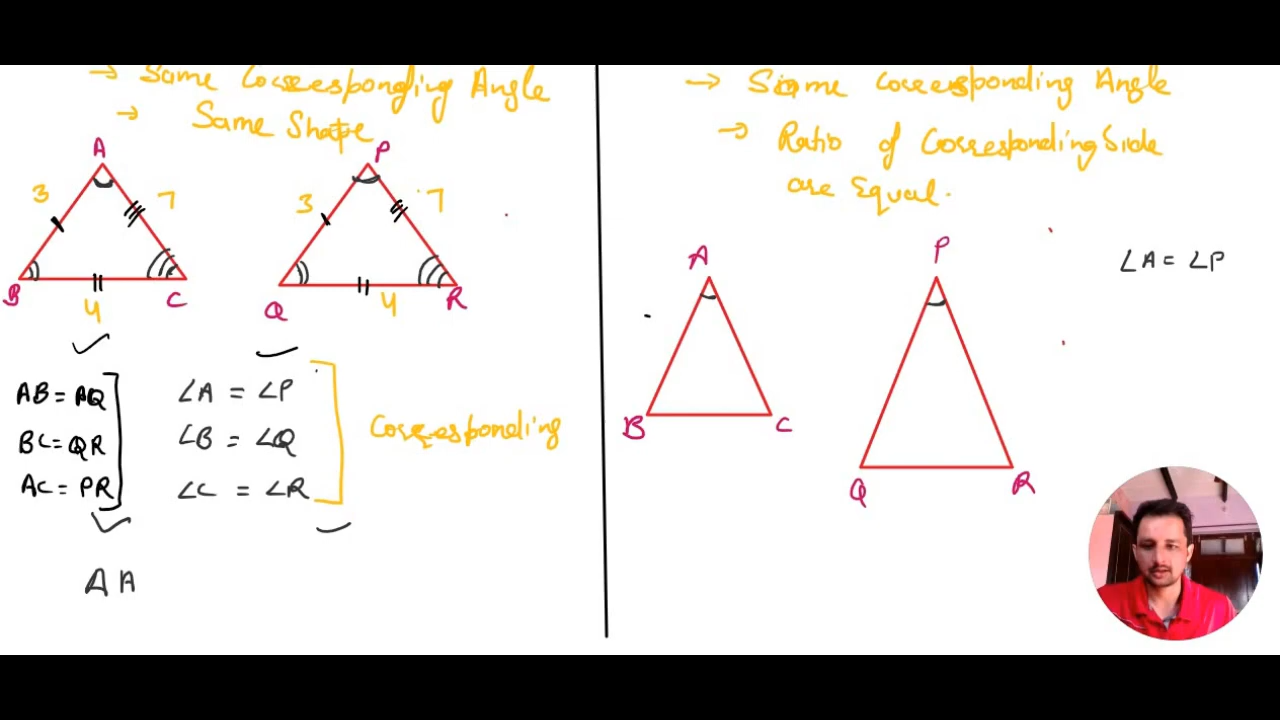 → Same Corresponding Angle
→ Same Shape
A
3
7
B
4
C
P
3
7
Q
4
R
AB = PQ
BC = QR
AC = PR
∠A = ∠P
∠B = ∠Q
∠C = ∠R
Corresponding
A A
→ Same Corresponding Angle
→ Ratio of Corresponding Side
are Equal.
A
B
C
P
Q
R
∠A = ∠P